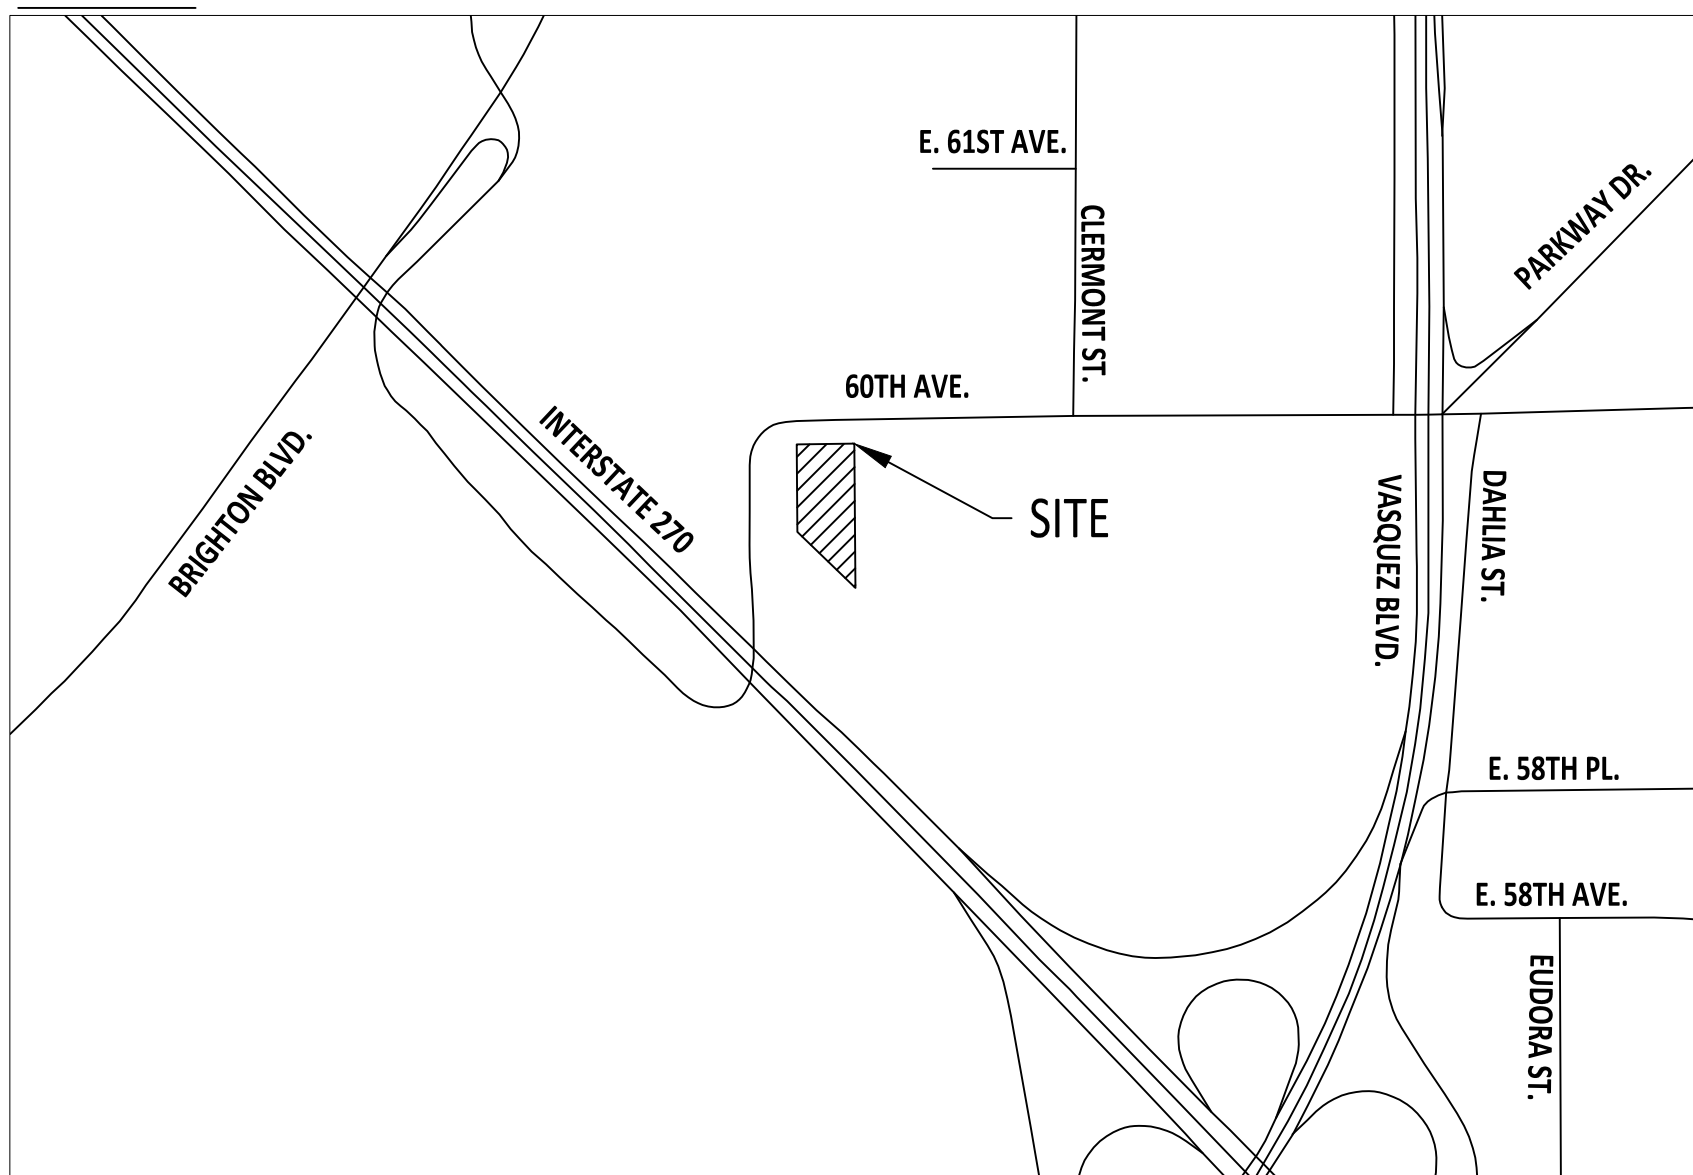 E. 61ST AVE.
CLERMONT ST.
PARKWAY DR.
60TH AVE.
INTERSTATE 270
BRIGHTON BLVD.
SITE
VASQUEZ BLVD.
DAHLIA ST.
E. 58TH PL.
E. 58TH AVE.
EUDORA ST.